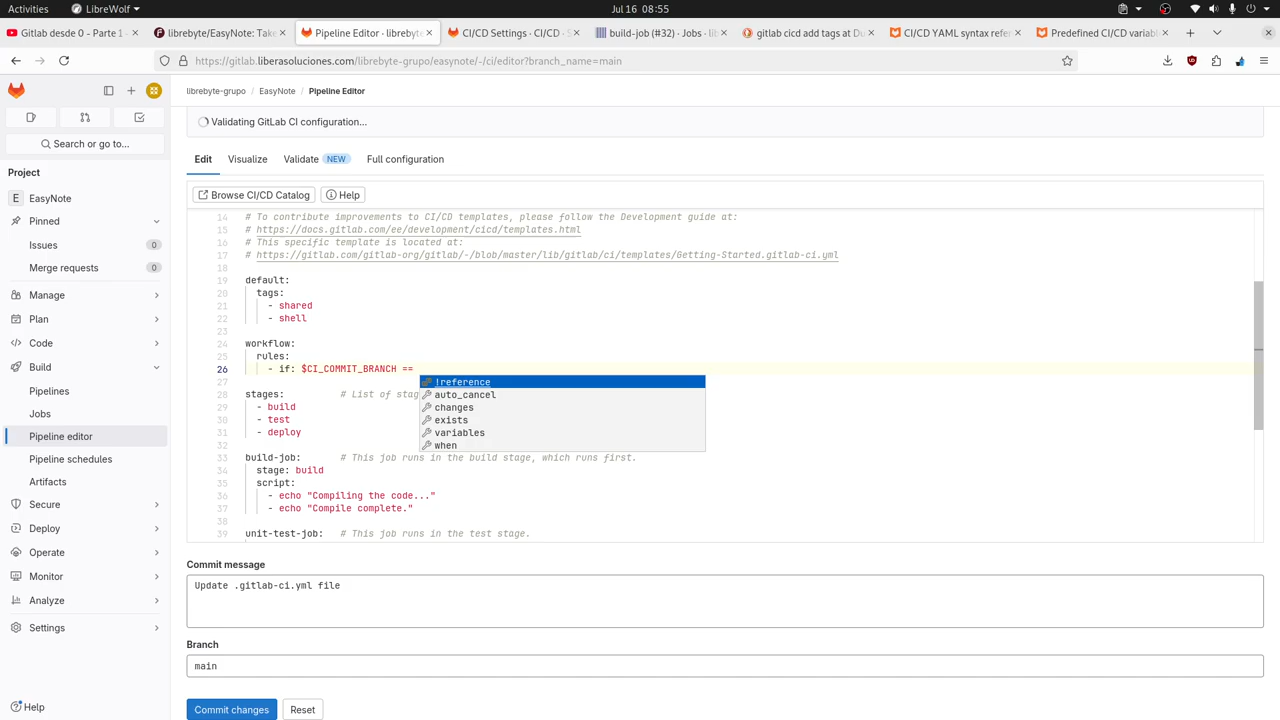 Activities
LibreWolf
Jul 16 08:55
Gitlab desde 0 - Parte 1 -
librebyte/EasyNote: Take
Pipeline Editor · librebyte
CI/CD Settings · CI/CD · S
build-job (#32) · Jobs · lib
gitlab cicd add tags at Du
CI/CD YAML syntax refer
Predefined CI/CD variab
https://gitlab.liberasoluciones.com/librebyte-grupo/easynote/-/ci/editor?branch_name=main
librebyte-grupo
EasyNote
Pipeline Editor
Validating GitLab CI configuration...
Search or go to...
Project
E EasyNote
Pinned
Issues 0
Merge requests 0
Manage
Plan
Code
Build
Pipelines
Jobs
Pipeline editor
Pipeline schedules
Artifacts
Secure
Deploy
Operate
Monitor
Analyze
Settings
Help
Edit
Visualize
Validate NEW
Full configuration
Browse CI/CD Catalog
Help
14 # To contribute improvements to CI/CD templates, please follow the Development guide at:
15 # https://docs.gitlab.com/ee/development/cicd/templates.html
16 # This specific template is located at:
17 # https://gitlab.com/gitlab-org/gitlab/-/blob/master/lib/gitlab/ci/templates/Getting-Started.gitlab-ci.yml
18
19 default:
20 tags:
21 - shared
22 - shell
23
24 workflow:
25 rules:
26 - if: $CI_COMMIT_BRANCH ==
27
28 stages: # List of stag
29 - build
30 - test
31 - deploy
32
33 build-job: # This job runs in the build stage, which runs first.
34 stage: build
35 script:
36 - echo "Compiling the code..."
37 - echo "Compile complete."
38
39 unit-test-job: # This job runs in the test stage.
!reference
auto_cancel
changes
exists
variables
when
Commit message
Update .gitlab-ci.yml file
Branch
main
Commit changes
Reset